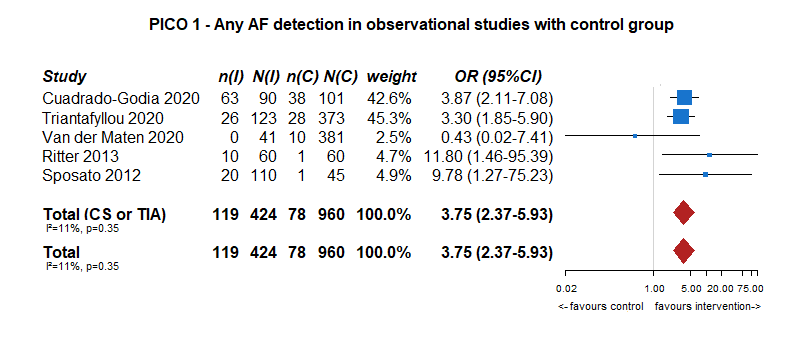 PICO 1 - Any AF detection in observational studies with control group
Study n(I) N(I) n(C) N(C) weight OR (95%CI)
Cuadrado-Godia 2020 63 90 38 101 42.6% 3.87 (2.11-7.08)
Triantafyllou 2020 26 123 28 373 45.3% 3.30 (1.85-5.90)
Van der Maten 2020 0 41 10 381 2.5% 0.43 (0.02-7.41)
Ritter 2013 10 60 1 60 4.7% 11.80 (1.46-95.39)
Sposato 2012 20 110 1 45 4.9% 9.78 (1.27-75.23)
Total (CS or TIA) 119 424 78 960 100.0% 3.75 (2.37-5.93)
I²=11%, p=0.35
Total 119 424 78 960 100.0% 3.75 (2.37-5.93)
I²=11%, p=0.35
0.02 1.00 5.00 20.00 75.00
<- favours control favours intervention->